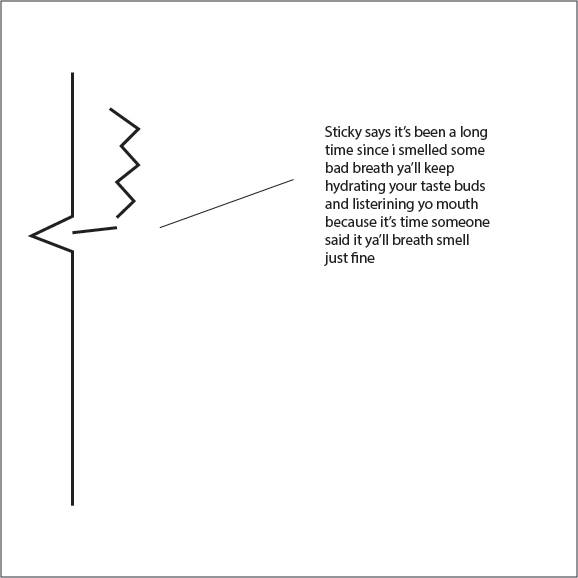 Sticky says it's been a long
time since i smelled some
bad breath ya'll keep
hydrating your taste buds
and listerining yo mouth
because it's time someone
said it ya'll breath smell
just fine